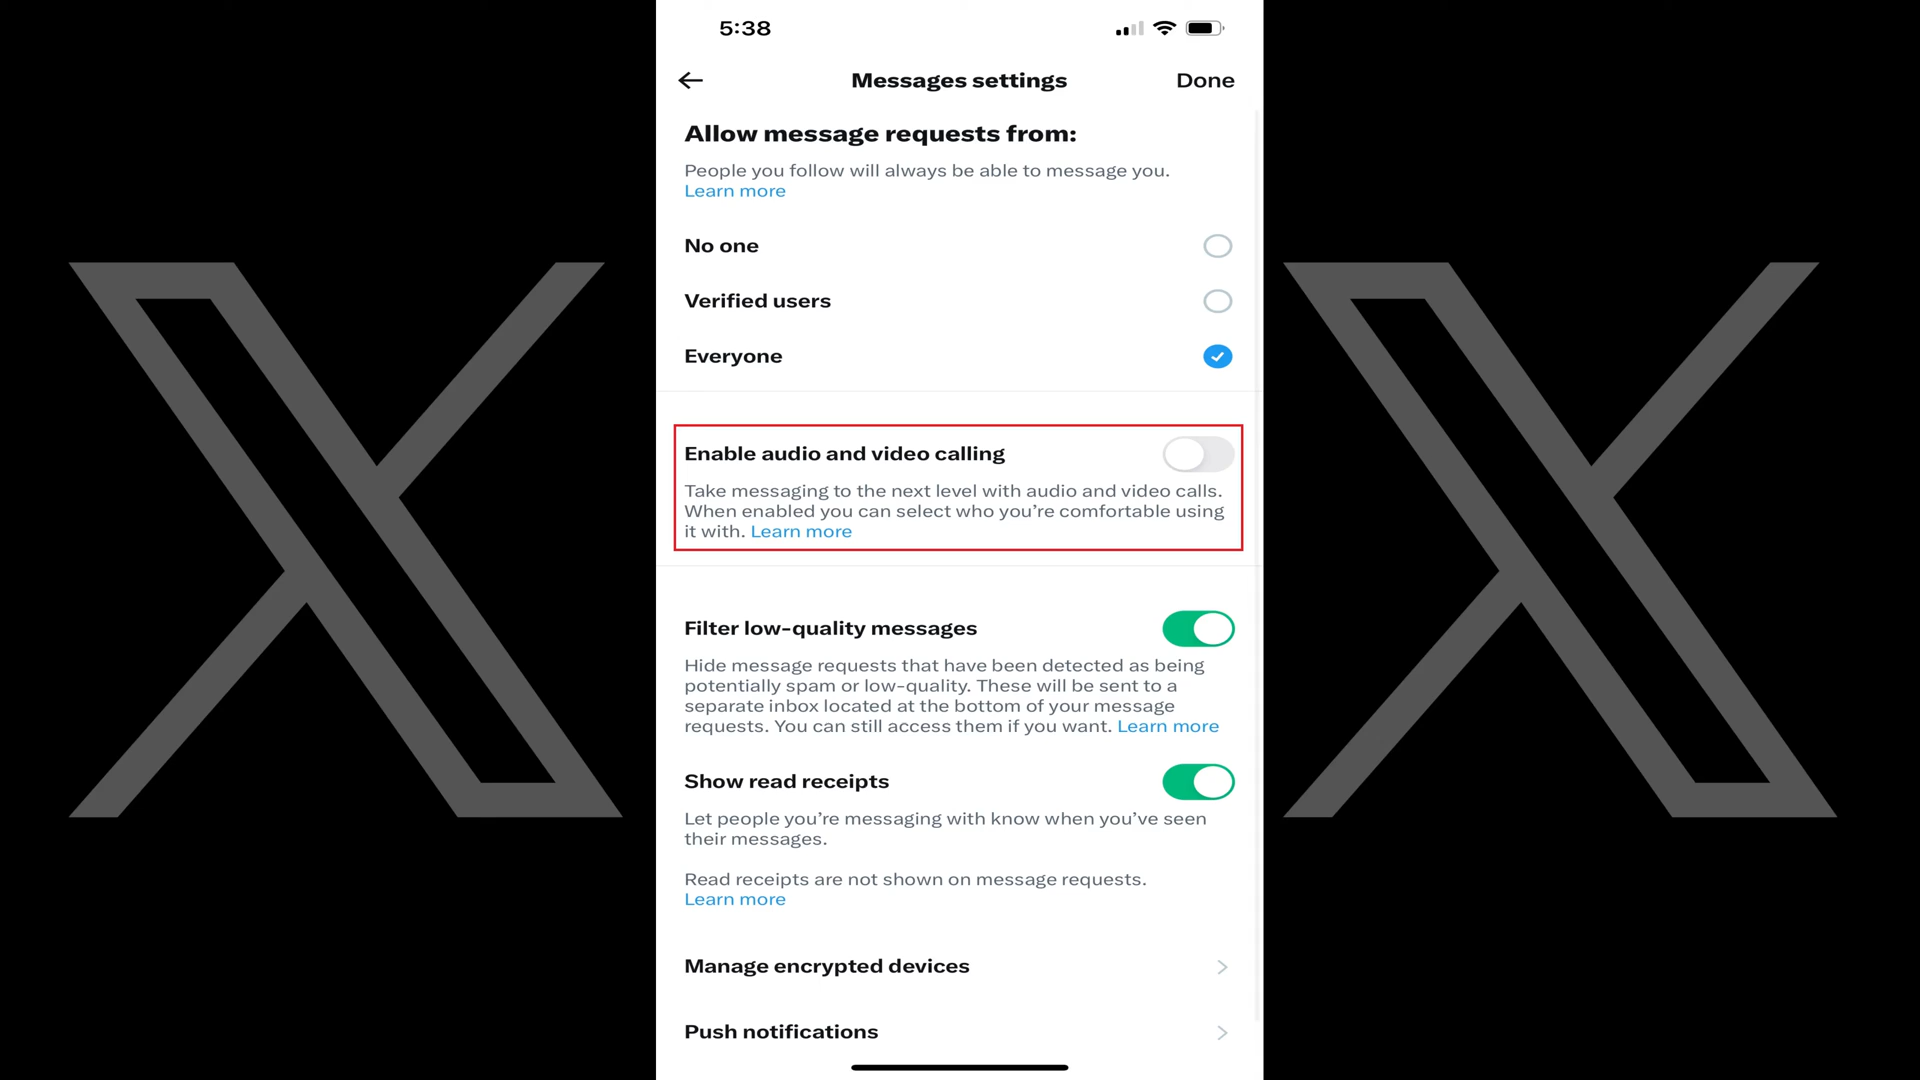 5:38
Messages settings
Done
Allow message requests from:
People you follow will always be able to message you.
Learn more
No one
Verified users
Everyone
Enable audio and video calling
Take messaging to the next level with audio and video calls.
When enabled you can select who you’re comfortable using
it with. Learn more
Filter low-quality messages
Hide message requests that have been detected as being
potentially spam or low-quality. These will be sent to a
separate inbox located at the bottom of your message
requests. You can still access them if you want. Learn more
Show read receipts
Let people you’re messaging with know when you’ve seen
their messages.
Read receipts are not shown on message requests.
Learn more
Manage encrypted devices
Push notifications